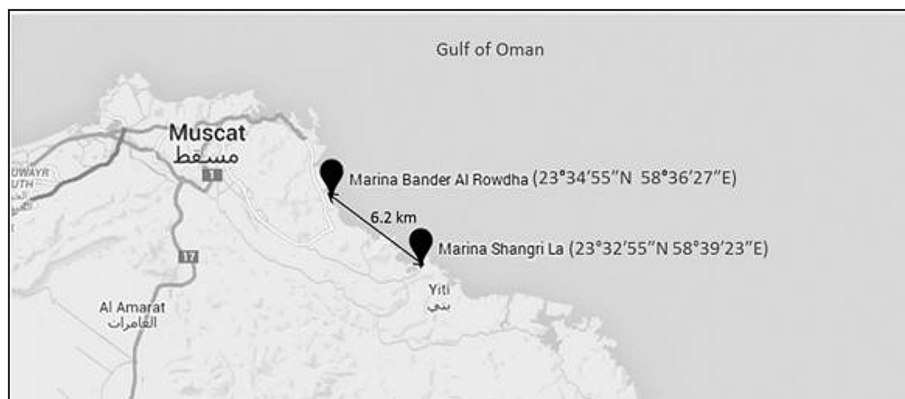 Gulf of Oman
Muscat
مسقط
UWAYR
UTH
1
Marina Bander Al Rowdha (23°34'55"N 58°36'27"E)
6.2 km
Marina Shangri La (23°32'55"N 58°39'23"E)
17
Yiti
يتي
Al Amarat
العامرات